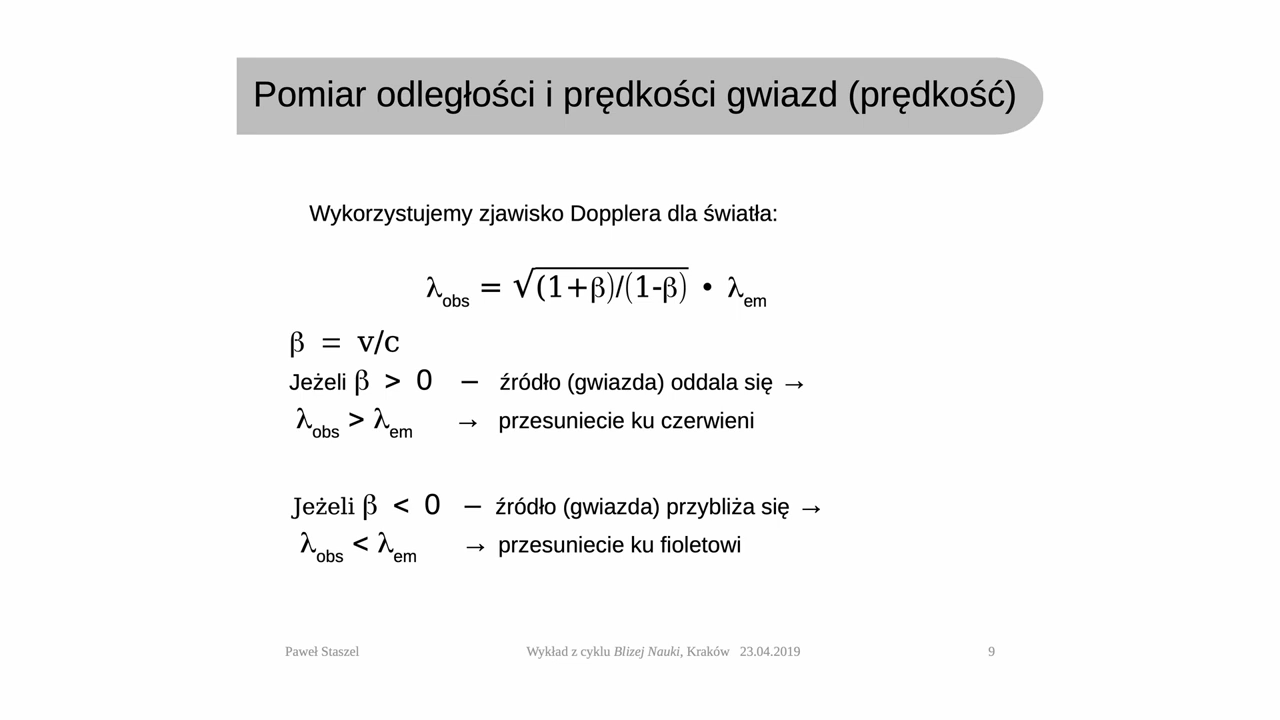 Pomiar odległości i prędkości gwiazd (prędkość)
Wykorzystujemy zjawisko Dopplera dla światła:
λobs = √(1+β)/(1-β) • λem
β = v/c
Jeżeli β > 0 – źródło (gwiazda) oddala się →
λobs > λem → przesuniecie ku czerwieni
Jeżeli β < 0 – źródło (gwiazda) przybliża się →
λobs < λem → przesuniecie ku fioletowi
Paweł Staszel Wykład z cyklu Blizej Nauki, Kraków 23.04.2019 9